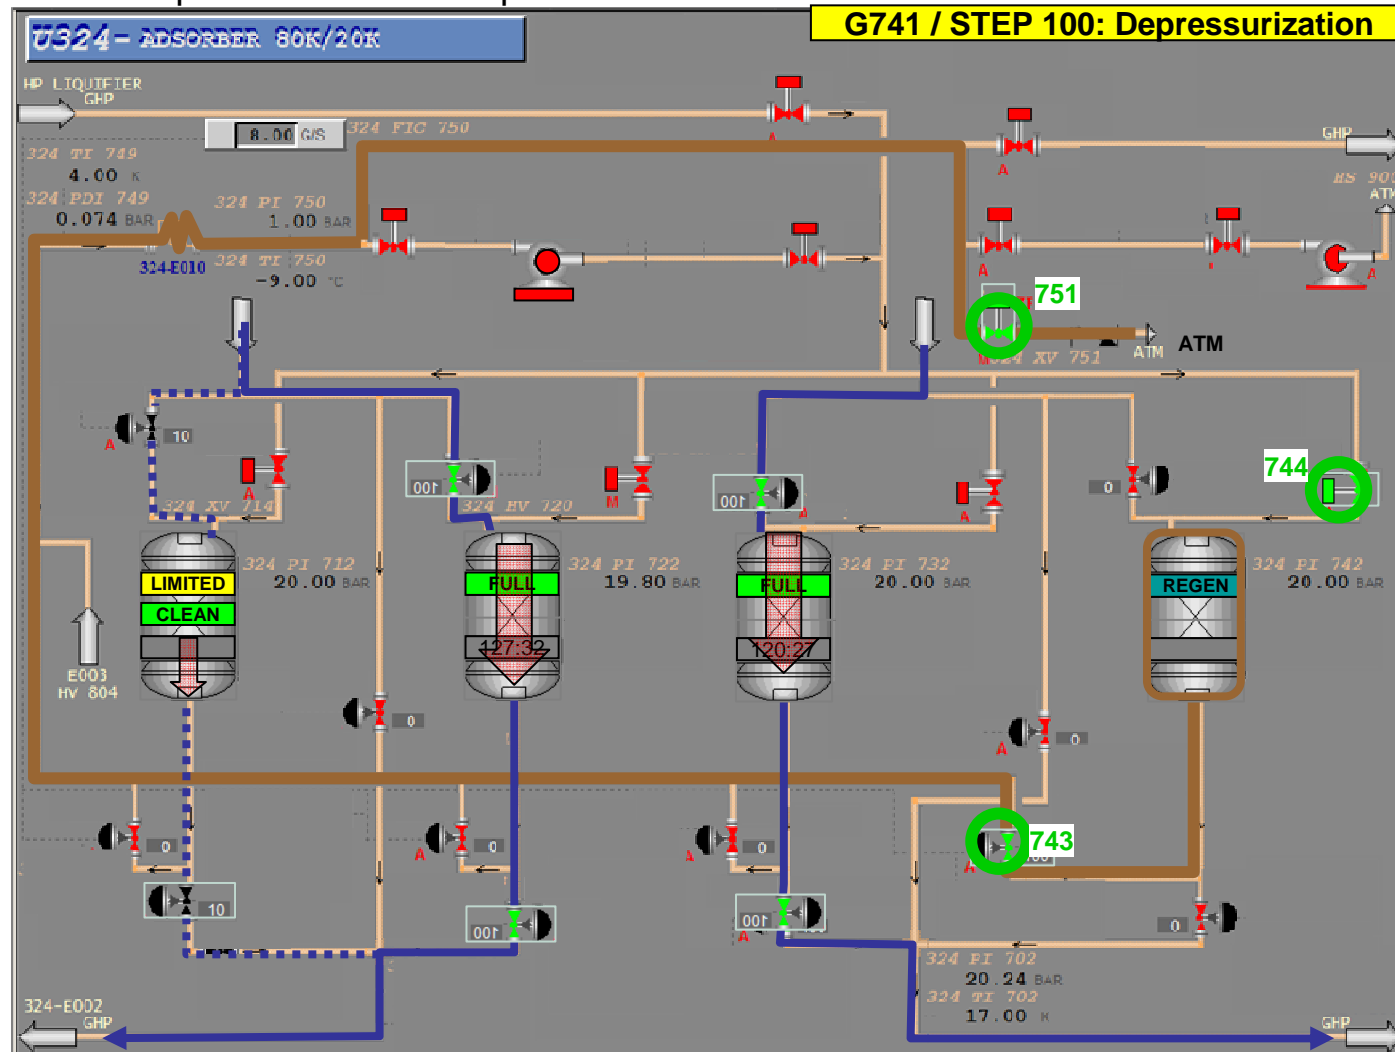 G741 / STEP 100: Depressurization
U324- ADSORBER 80K/20K
HP LIQUIFIER
GHP
8.00 G/S
324 FIC 750
A
GHP
324 TI 749
4.00 K
A
HS 900
324 PDI 749
324 PI 750
ATM
0.074 BAR
1.00 BAR
324-E010
324 TI 750
A
A
-9.00 °C
751
ATM
ATM
M
324 XV 751
A
10
744
100
A
M
100
A
0
324 XV 714
324 HV 720
A
324 PI 712
324 PI 722
324 PI 732
324 PI 742
LIMITED
20.00 BAR
FULL
19.80 BAR
FULL
20.00 BAR
REGEN
20.00 BAR
CLEAN
127:32
120:27
E003
HV 804
0
A
0
0
A
0
A
0
743
A
10
100
100
A
0
324 PI 702
20.24 BAR
324 TI 702
17.00 K
324-E002
GHP
GHP